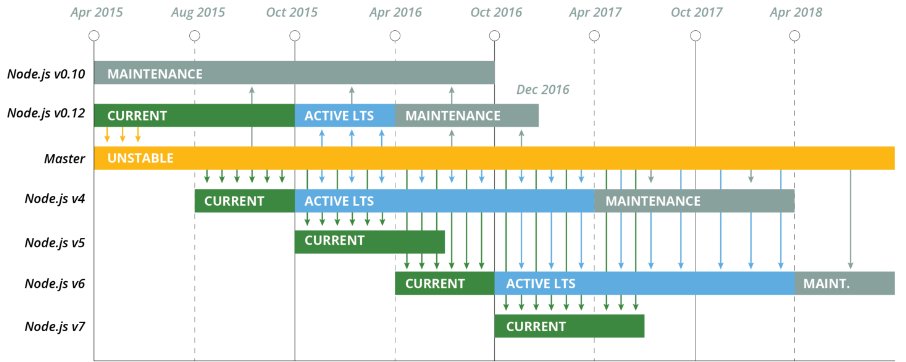 Apr 2015 Aug 2015 Oct 2015 Apr 2016 Oct 2016 Apr 2017 Oct 2017 Apr 2018
Node.js v0.10 MAINTENANCE
Dec 2016
Node.js v0.12 CURRENT ACTIVE LTS MAINTENANCE
Master UNSTABLE
Node.js v4 CURRENT ACTIVE LTS MAINTENANCE
Node.js v5 CURRENT
Node.js v6 CURRENT ACTIVE LTS MAINT.
Node.js v7 CURRENT